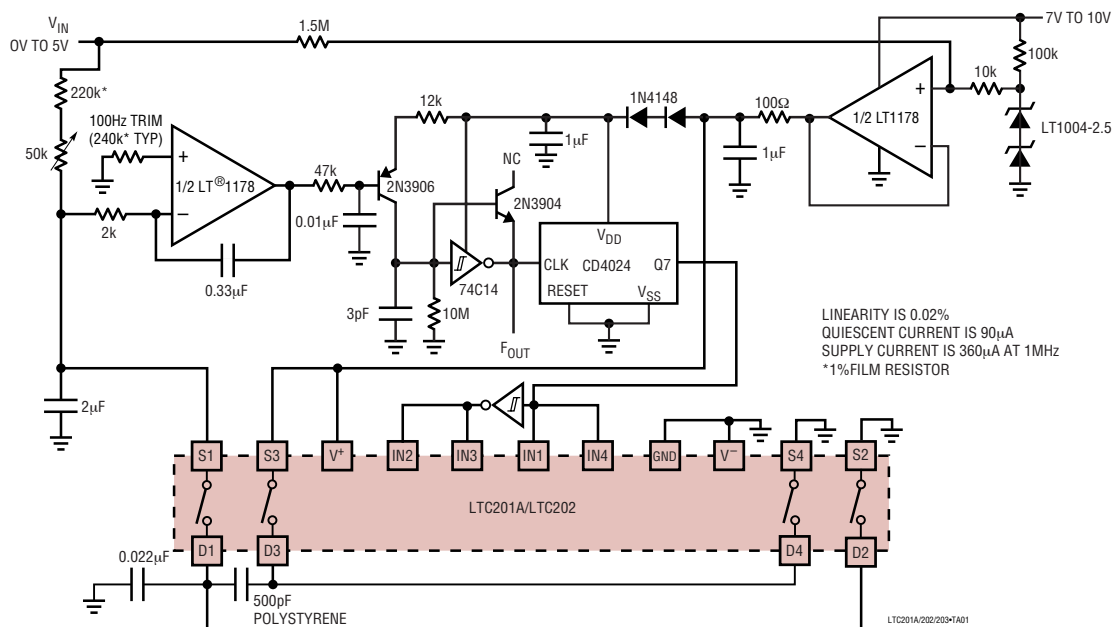 V_IN
0V TO 5V
1.5M
7V TO 10V
220k*
50k
100Hz TRIM
(240k* TYP)
+
1/2 LT®1178
−
2k
0.33µF
47k
0.01µF
12k
2N3906
1µF
1N4148
100Ω
1µF
1/2 LT1178
+
−
10k
100k
LT1004-2.5
NC
2N3904
74C14
3pF
10M
F_OUT
V_DD
CLK
CD4024
Q7
RESET
V_SS
LINEARITY IS 0.02%
QUIESCENT CURRENT IS 90µA
SUPPLY CURRENT IS 360µA AT 1MHz
*1%FILM RESISTOR
2µF
S1
S3
V+
IN2
IN3
IN1
IN4
GND
V−
S4
S2
LTC201A/LTC202
D1
D3
D4
D2
0.022µF
500pF
POLYSTYRENE
LTC201A/202/203•TA01